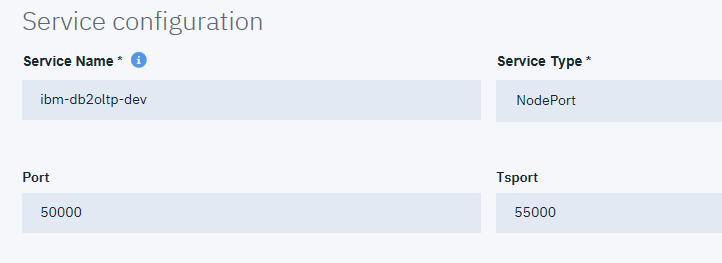 Service configuration
Service Name * i
Service Type *
ibm-db2oltp-dev
NodePort
Port
Tsport
50000
55000